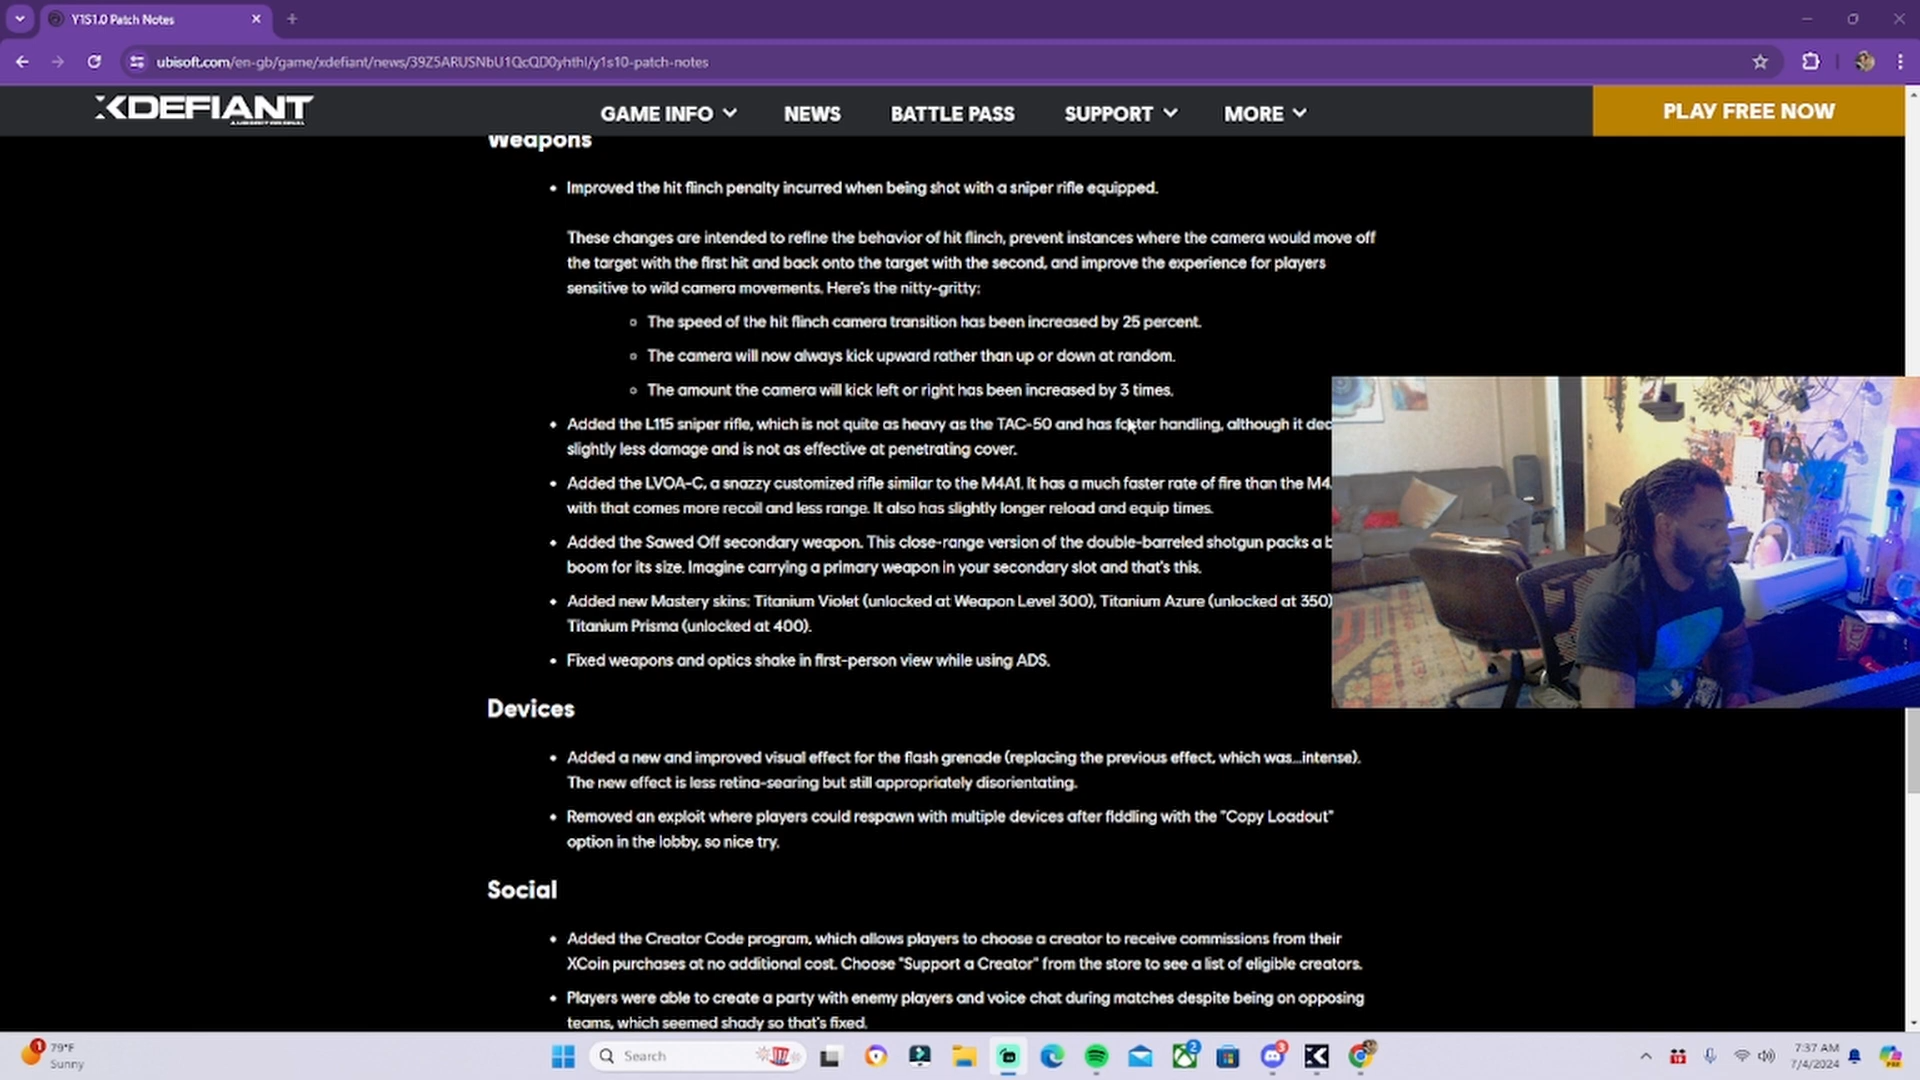 Y1S1.0 Patch Notes
ubisoft.com/en-gb/game/xdefiant/news/39Z5ARUSNbU1QcQD0yhthl/y1s10-patch-notes
XDEFIANT
GAME INFO
NEWS
BATTLE PASS
SUPPORT
MORE
PLAY FREE NOW
Weapons
Improved the hit flinch penalty incurred when being shot with a sniper rifle equipped.
These changes are intended to refine the behavior of hit flinch, prevent instances where the camera would move off
the target with the first hit and back onto the target with the second, and improve the experience for players
sensitive to wild camera movements. Here's the nitty-gritty:
The speed of the hit flinch camera transition has been increased by 25 percent.
The camera will now always kick upward rather than up or down at random.
The amount the camera will kick left or right has been increased by 3 times.
Added the L115 sniper rifle, which is not quite as heavy as the TAC-50 and has faster handling, although it
slightly less damage and is not as effective at penetrating cover.
Added the LVOA-C, a snazzy customized rifle similar to the M4A1. It has a much faster rate of fire than the M4
with that comes more recoil and less range. It also has slightly longer reload and equip times.
Added the Sawed Off secondary weapon. This close-range version of the double-barreled shotgun packs a b
boom for its size. Imagine carrying a primary weapon in your secondary slot and that's this.
Added new Mastery skins: Titanium Violet (unlocked at Weapon Level 300), Titanium Azure (unlocked at 350)
Titanium Prisma (unlocked at 400).
Fixed weapons and optics shake in first-person view while using ADS.
Devices
Added a new and improved visual effect for the flash grenade (replacing the previous effect, which was...intense).
The new effect is less retina-searing but still appropriately disorientating.
Removed an exploit where players could respawn with multiple devices after fiddling with the "Copy Loadout"
option in the lobby, so nice try.
Social
Added the Creator Code program, which allows players to choose a creator to receive commissions from their
XCoin purchases at no additional cost. Choose "Support a Creator" from the store to see a list of eligible creators.
Players were able to create a party with enemy players and voice chat during matches despite being on opposing
teams, which seemed shady so that's fixed.
1
79°F
Sunny
Search
2
3
7:37 AM
7/4/2024